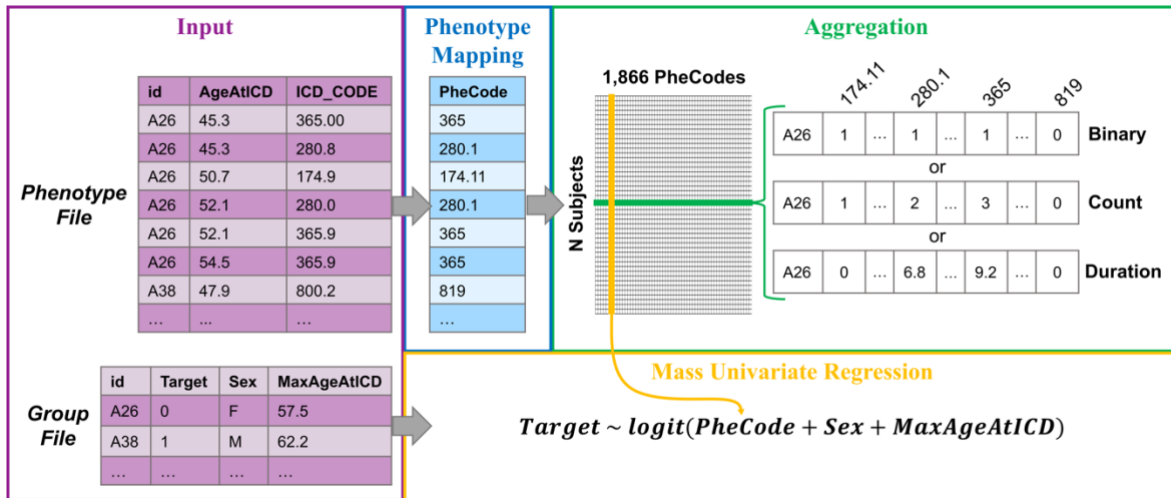 Input
Phenotype
Mapping
Aggregation
Phenotype
File
id AgeAtICD ICD_CODE
A26 45.3 365.00
A26 45.3 280.8
A26 50.7 174.9
A26 52.1 280.0
A26 52.1 365.9
A26 54.5 365.9
A38 47.9 800.2
... ... ...
PheCode
365
280.1
174.11
280.1
365
365
819
...
1,866 PheCodes
N Subjects
174.11 280.1 365 819
A26 1 ... 1 ... 1 ... 0 Binary
or
A26 1 ... 2 ... 3 ... 0 Count
or
A26 0 ... 6.8 ... 9.2 ... 0 Duration
Group
File
id Target Sex MaxAgeAtICD
A26 0 F 57.5
A38 1 M 62.2
... ... ... ...
Mass Univariate Regression
Target ~ logit(PheCode + Sex + MaxAgeAtICD)